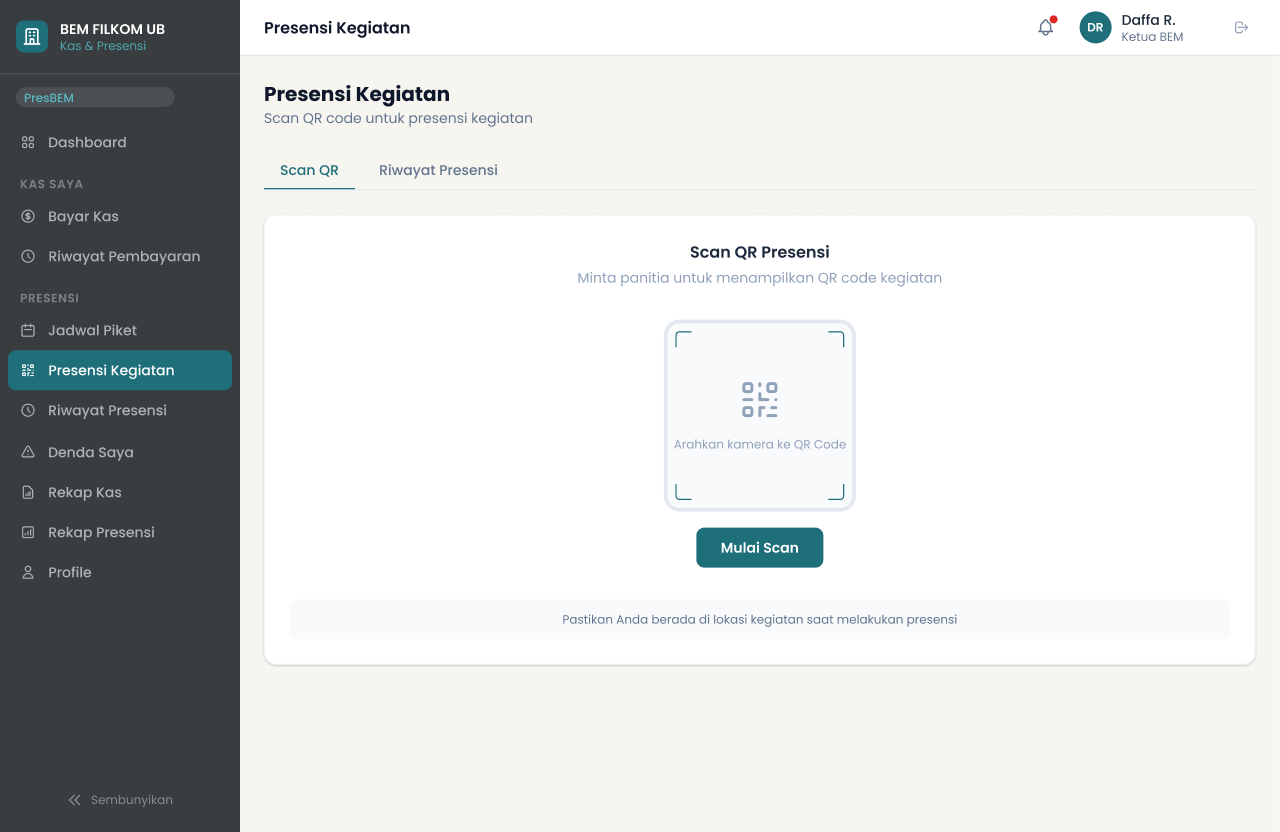 BEM FILKOM UB
Kas & Presensi
PresBEM
Dashboard
KAS SAYA
Bayar Kas
Riwayat Pembayaran
PRESENSI
Jadwal Piket
Presensi Kegiatan
Riwayat Presensi
Denda Saya
Rekap Kas
Rekap Presensi
Profile
Sembunyikan
Presensi Kegiatan
DR
Daffa R.
Ketua BEM
Presensi Kegiatan
Scan QR code untuk presensi kegiatan
Scan QR
Riwayat Presensi
Scan QR Presensi
Minta panitia untuk menampilkan QR code kegiatan
Arahkan kamera ke QR Code
Mulai Scan
Pastikan Anda berada di lokasi kegiatan saat melakukan presensi